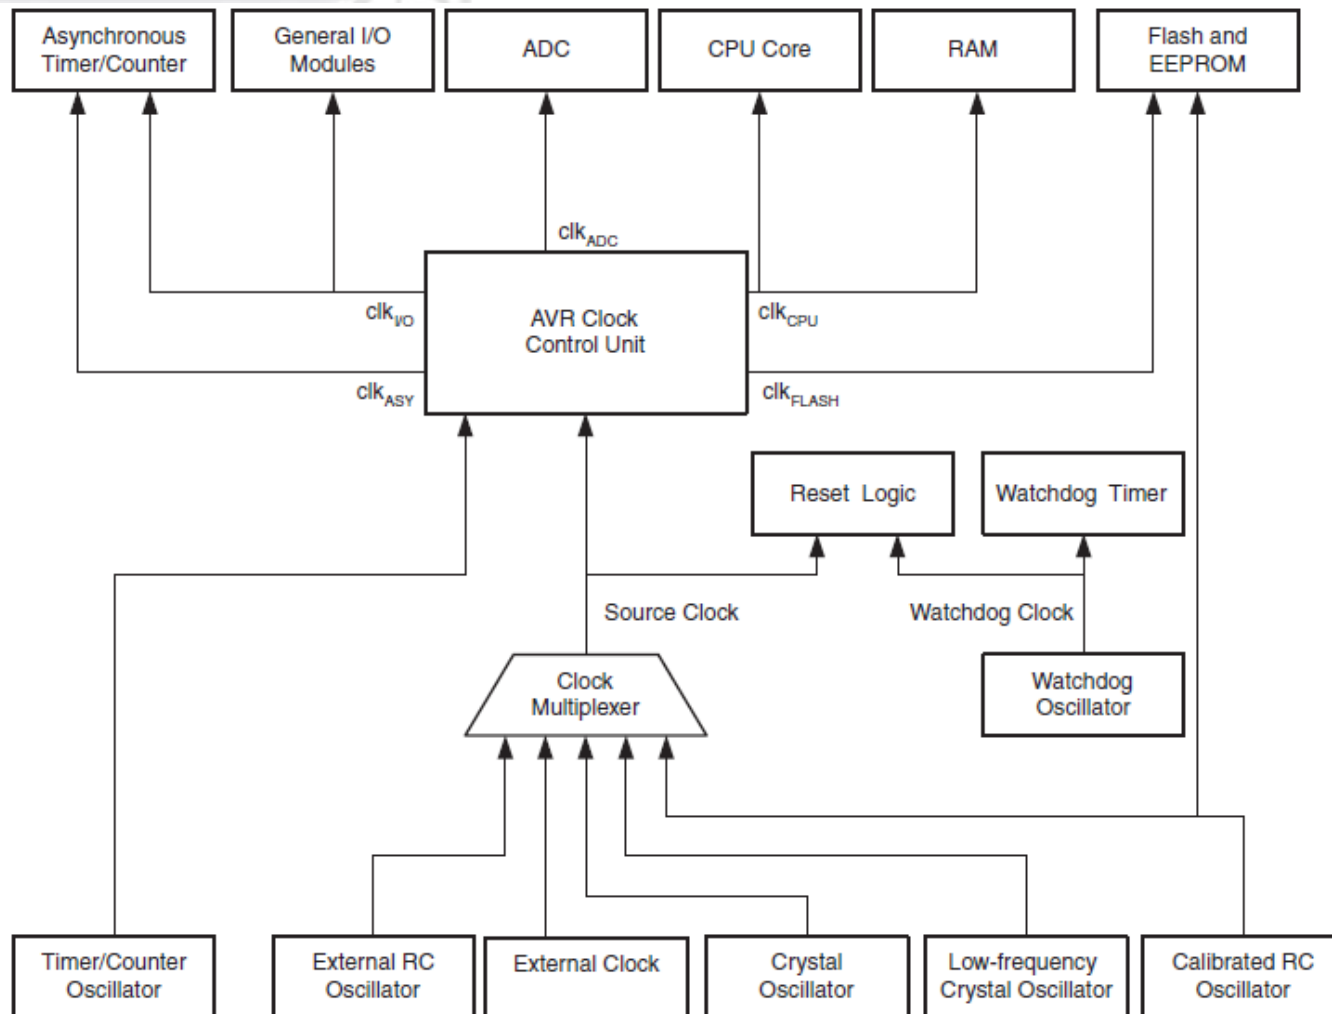 Asynchronous
Timer/Counter
General I/O
Modules
ADC
CPU Core
RAM
Flash and
EEPROM
clkADC
clkI/O
AVR Clock
Control Unit
clkCPU
clkASY
clkFLASH
Reset Logic
Watchdog Timer
Source Clock
Watchdog Clock
Clock
Multiplexer
Watchdog
Oscillator
Timer/Counter
Oscillator
External RC
Oscillator
External Clock
Crystal
Oscillator
Low-frequency
Crystal Oscillator
Calibrated RC
Oscillator